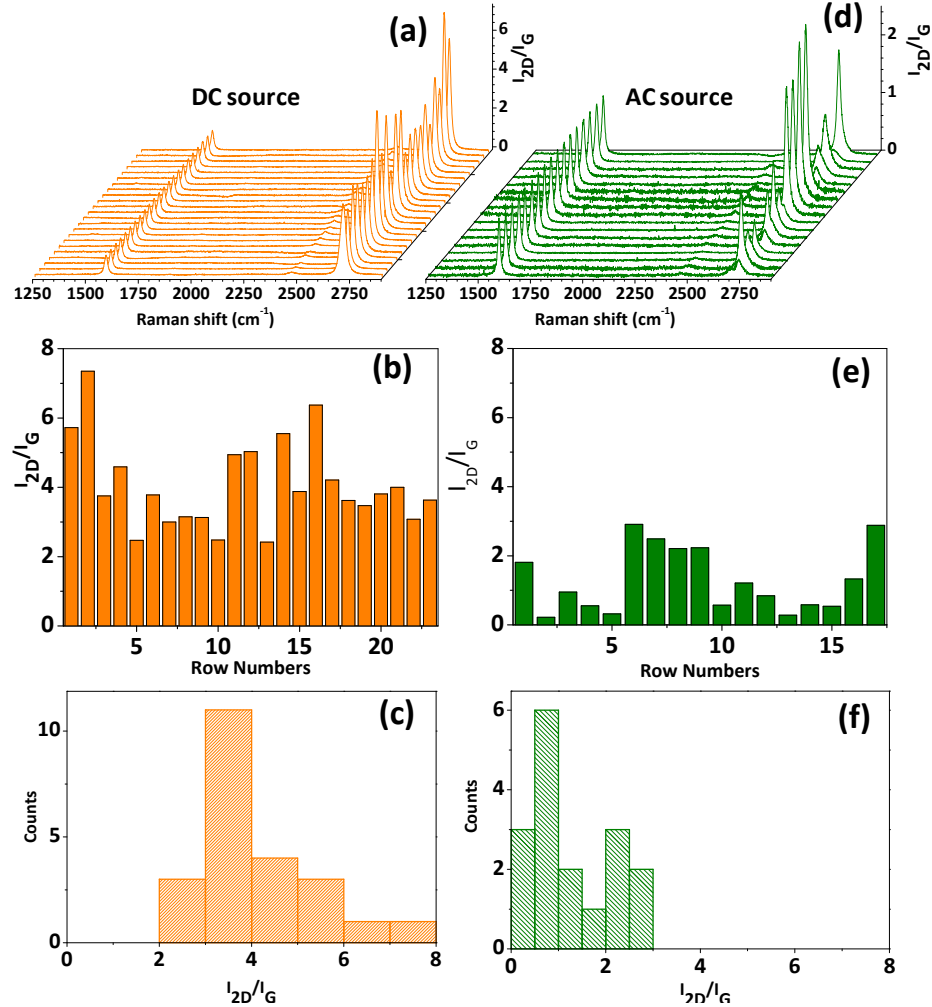 (a)
DC source
I2D/IG
6
4
2
0
1250 1500 1750 2000 2250 2500 2750
Raman shift (cm-1)
(d)
AC source
I2D/IG
2
1
0
1250 1500 1750 2000 2250 2500 2750
Raman shift (cm-1)
(b)
I2D/IG
8
6
4
2
0
5 10 15 20
Row Numbers
(e)
I2D/IG
8
6
4
2
0
5 10 15
Row Numbers
(c)
Counts
10
5
0
0 2 4 6 8
I2D/IG
(f)
Counts
6
4
2
0
0 2 4 6 8
I2D/IG